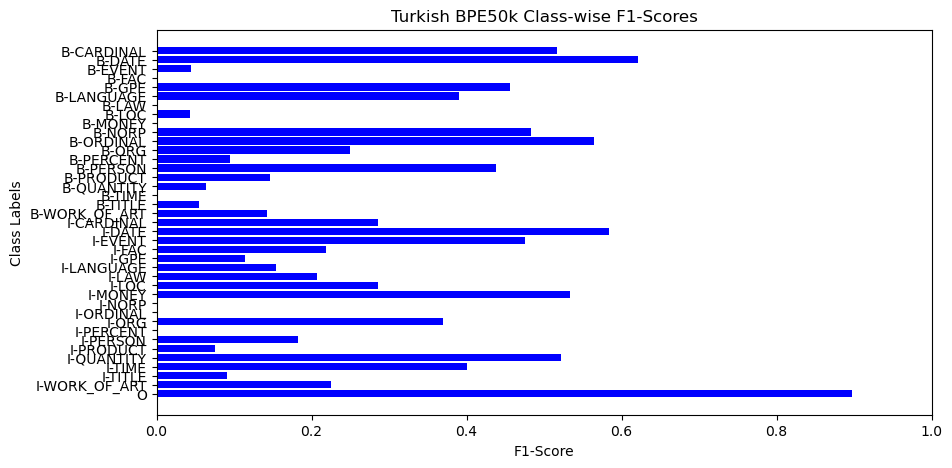 Turkish BPE50k Class-wise F1-Scores
B-CARDINAL
B-DATE
B-EVENT
B-FAC
B-GPE
B-LANGUAGE
B-LAW
B-LOC
B-MONEY
B-NORP
B-ORDINAL
B-ORG
B-PERCENT
B-PERSON
B-PRODUCT
B-QUANTITY
B-TIME
B-TITLE
B-WORK_OF_ART
I-CARDINAL
I-DATE
I-EVENT
I-FAC
I-GPE
I-LANGUAGE
I-LAW
I-LOC
I-MONEY
I-NORP
I-ORDINAL
I-ORG
I-PERCENT
I-PERSON
I-PRODUCT
I-QUANTITY
I-TIME
I-TITLE
I-WORK_OF_ART
O
Class Labels
0.0 0.2 0.4 0.6 0.8 1.0
F1-Score